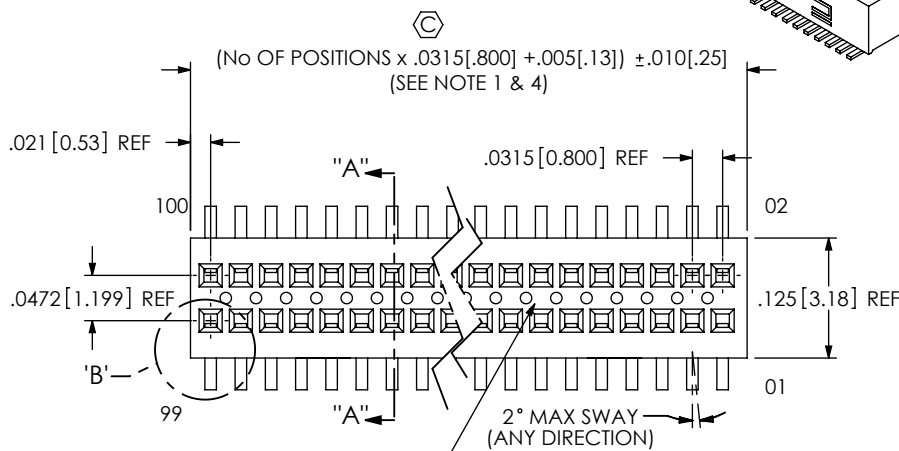 C
(No OF POSITIONS x .0315[.800] +.005[.13]) ±.010[.25]
(SEE NOTE 1 & 4)
.021[0.53] REF
"A"
.0315[0.800] REF
100
02
.0472[1.199] REF
.125[3.18] REF
'B'
99
"A"
2° MAX SWAY
(ANY DIRECTION)
01